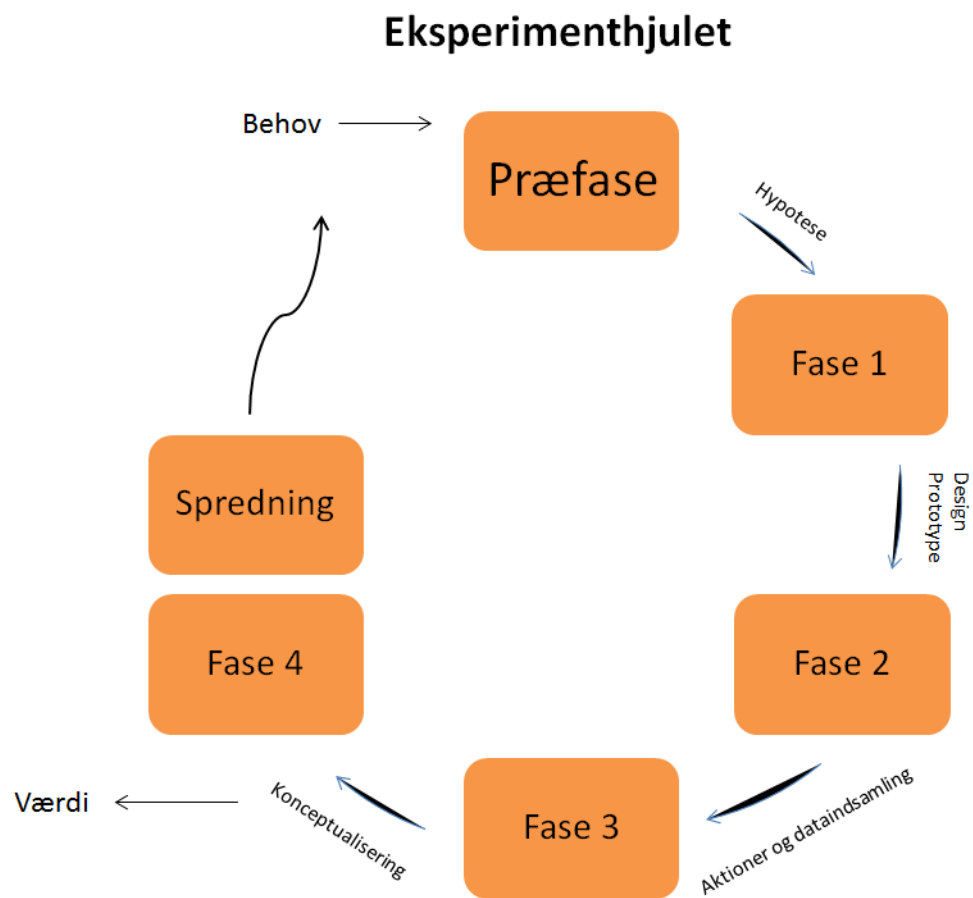 Eksperimenthjulet
Behov
Præfase
Hypotese
Fase 1
Design
Prototype
Fase 2
Aktioner og dataindsamling
Fase 3
Konceptualisering
Værdi
Fase 4
Spredning